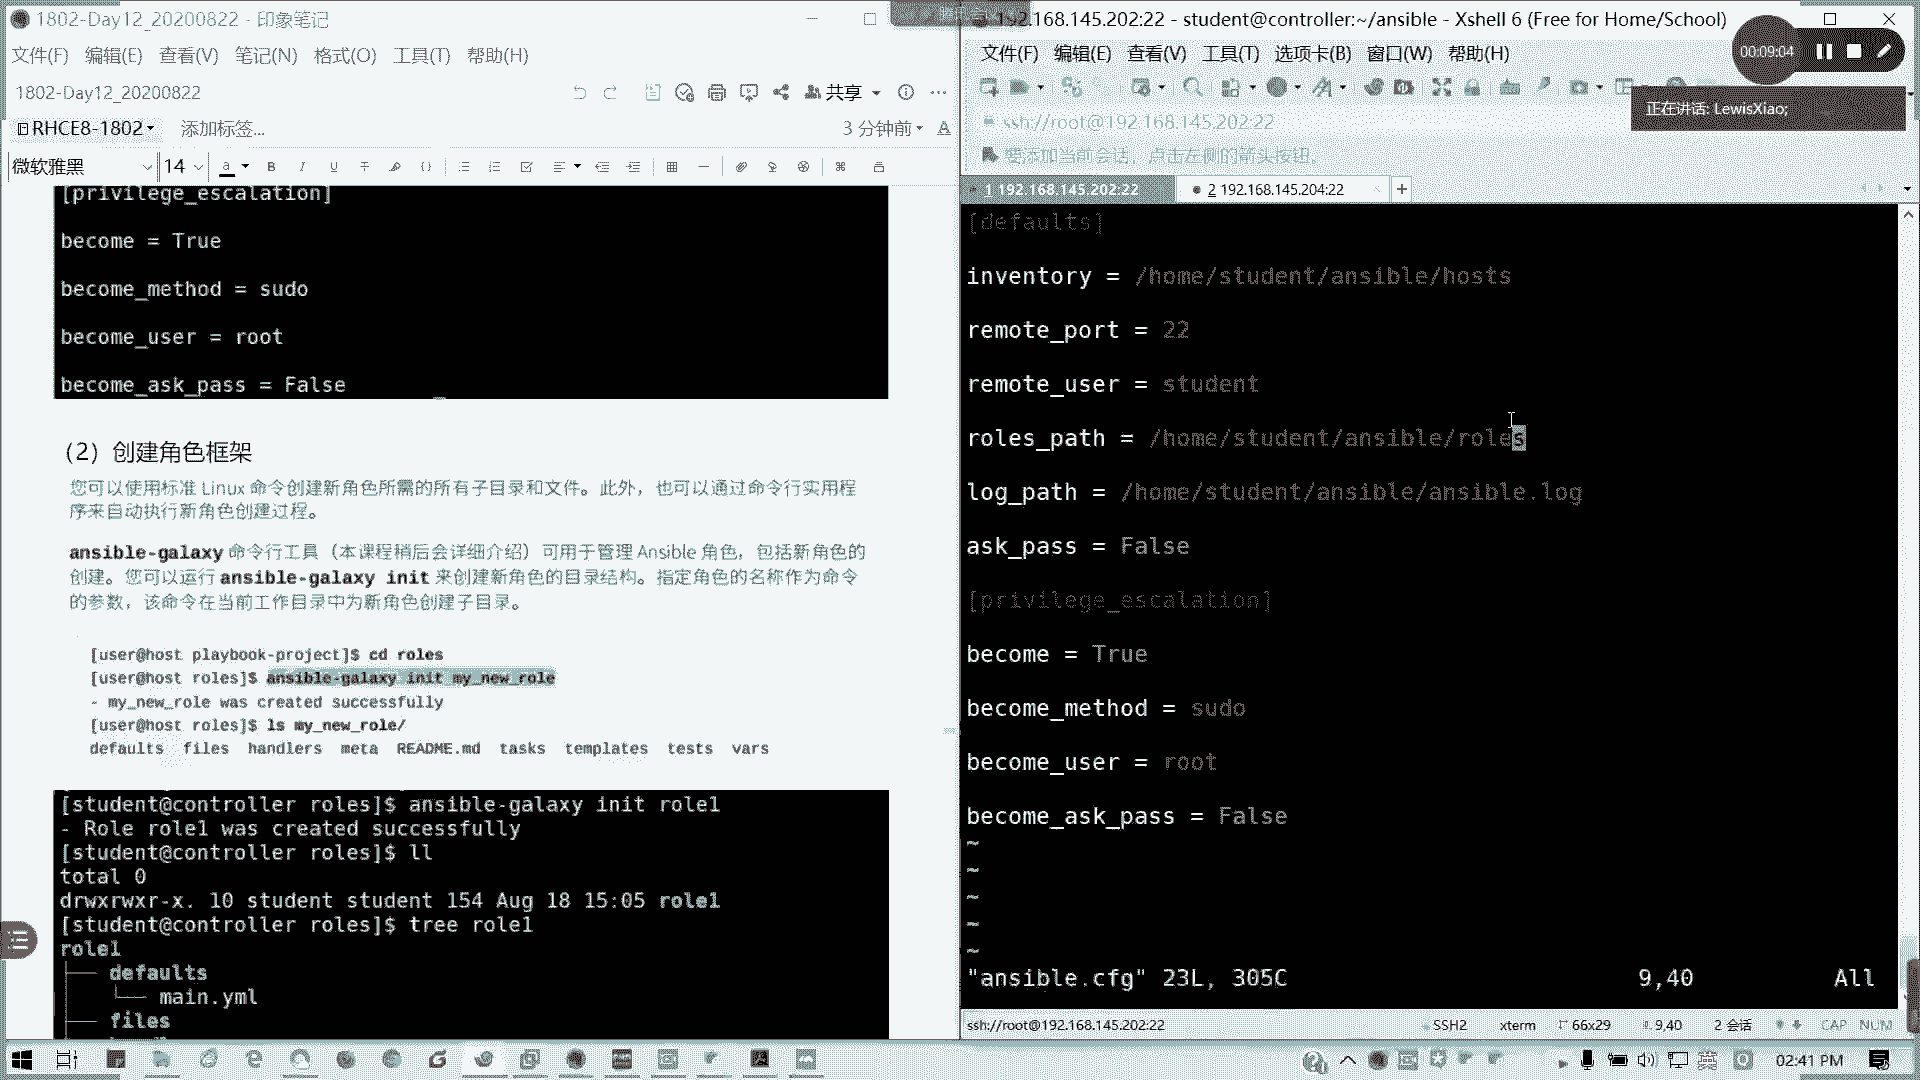 1802-Day12_20200822 - 印象笔记
文件(F) 编辑(E) 查看(V) 笔记(N) 格式(O) 工具(T) 帮助(H)
1802-Day12_20200822
共享
RHCE8-1802
添加标签...
3 分钟前
微软雅黑 14
[privilege_escalation]
become = True
become_method = sudo
become_user = root
become_ask_pass = False
（2）创建角色框架
您可以使用标准 Linux 命令创建新角色所需的所有子目录和文件。此外，也可以通过命令行实用程
序来自动执行新角色创建过程。
ansible-galaxy 命令行工具（本课程稍后会详细介绍）可用于管理 Ansible 角色，包括新角色的
创建。您可以运行 ansible-galaxy init 来创建新角色的目录结构。指定角色的名称作为命令
的参数，该命令在当前工作目录中为新角色创建子目录。
[user@host playbook-project]$ cd roles
[user@host roles]$ ansible-galaxy init my_new_role
- my_new_role was created successfully
[user@host roles]$ ls my_new_role/
defaults files handlers meta README.md tasks templates tests vars
[student@controller roles]$ ansible-galaxy init role1
- Role role1 was created successfully
[student@controller roles]$ ll
total 0
drwxrwxr-x. 10 student student 154 Aug 18 15:05 role1
[student@controller roles]$ tree role1
role1
├── defaults
│   └── main.yml
├── files
192.168.145.202:22 - student@controller:~/ansible - Xshell 6 (Free for Home/School)
文件(F) 编辑(E) 查看(V) 工具(T) 选项卡(B) 窗口(W) 帮助(H)
00:09:04
正在讲话: LewisXiao;
ssh://root@192.168.145.202:22
要添加当前会话，点击左侧的箭头按钮。
1 192.168.145.202:22
2 192.168.145.204:22
[defaults]
inventory = /home/student/ansible/hosts
remote_port = 22
remote_user = student
roles_path = /home/student/ansible/roles
log_path = /home/student/ansible/ansible.log
ask_pass = False
[privilege_escalation]
become = True
become_method = sudo
become_user = root
become_ask_pass = False
~
~
~
~
~
"ansible.cfg" 23L, 305C 9,40 All
ssh://root@192.168.145.202:22 SSH2 xterm 66x29 9,40 2 会话 CAP NUM
英
02:41 PM